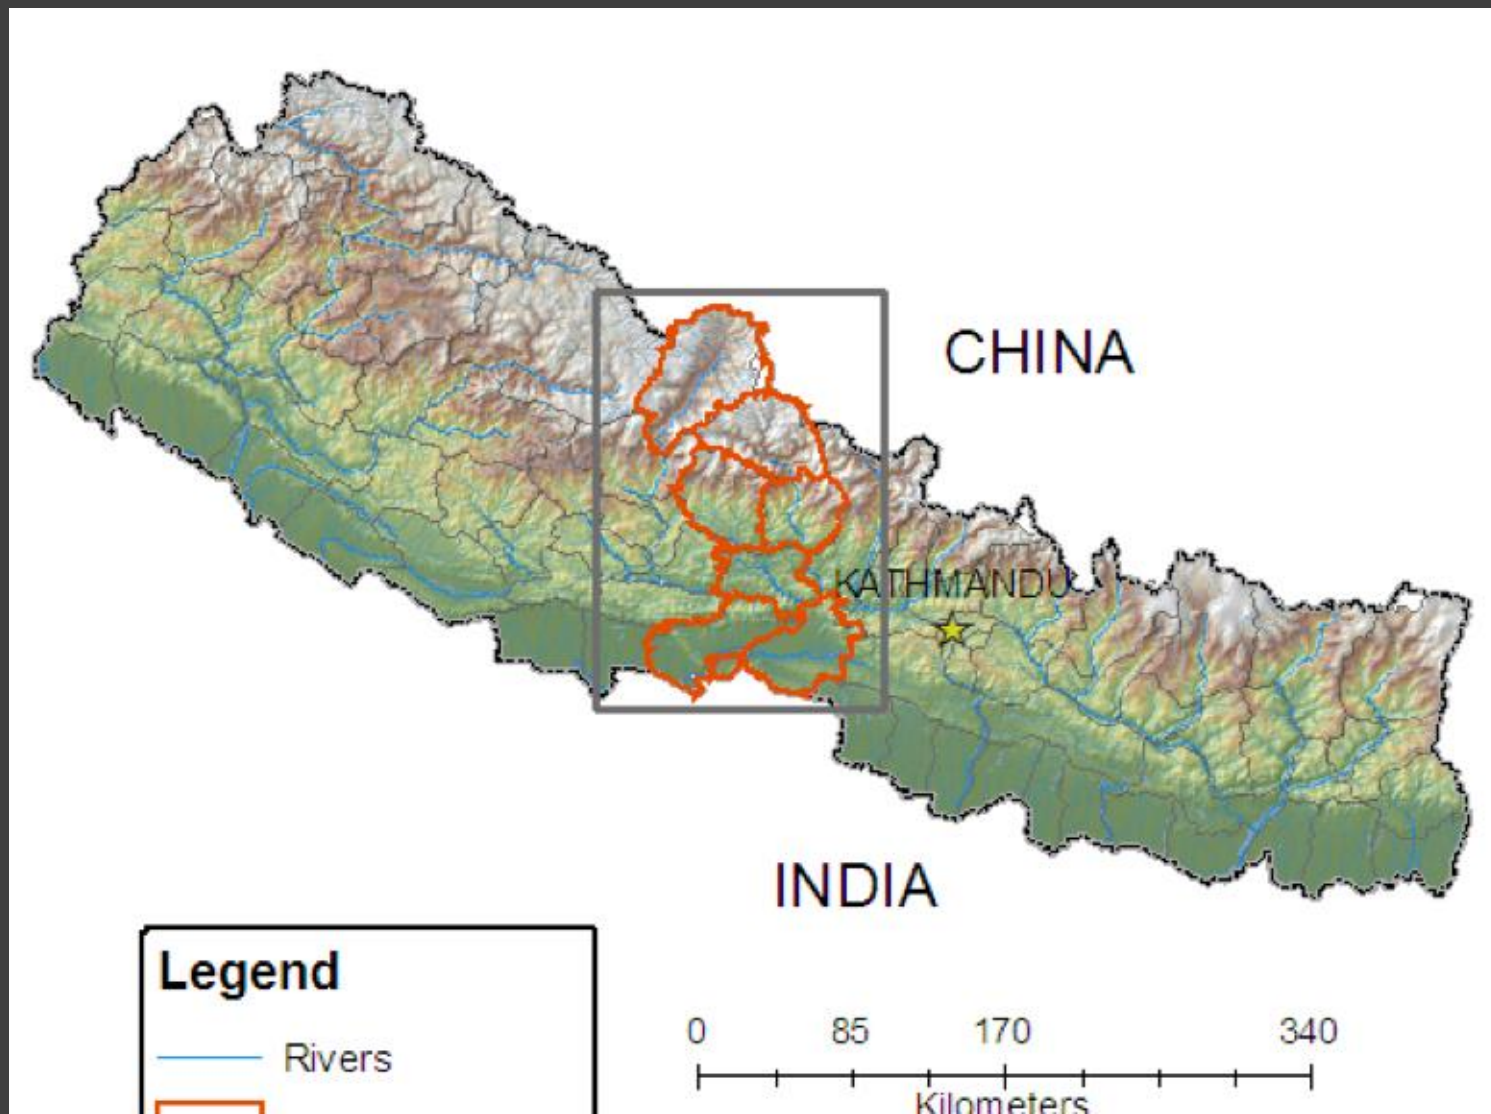 CHINA
KATHMANDU
INDIA
Legend
Rivers
0 85 170 340
Kilometers